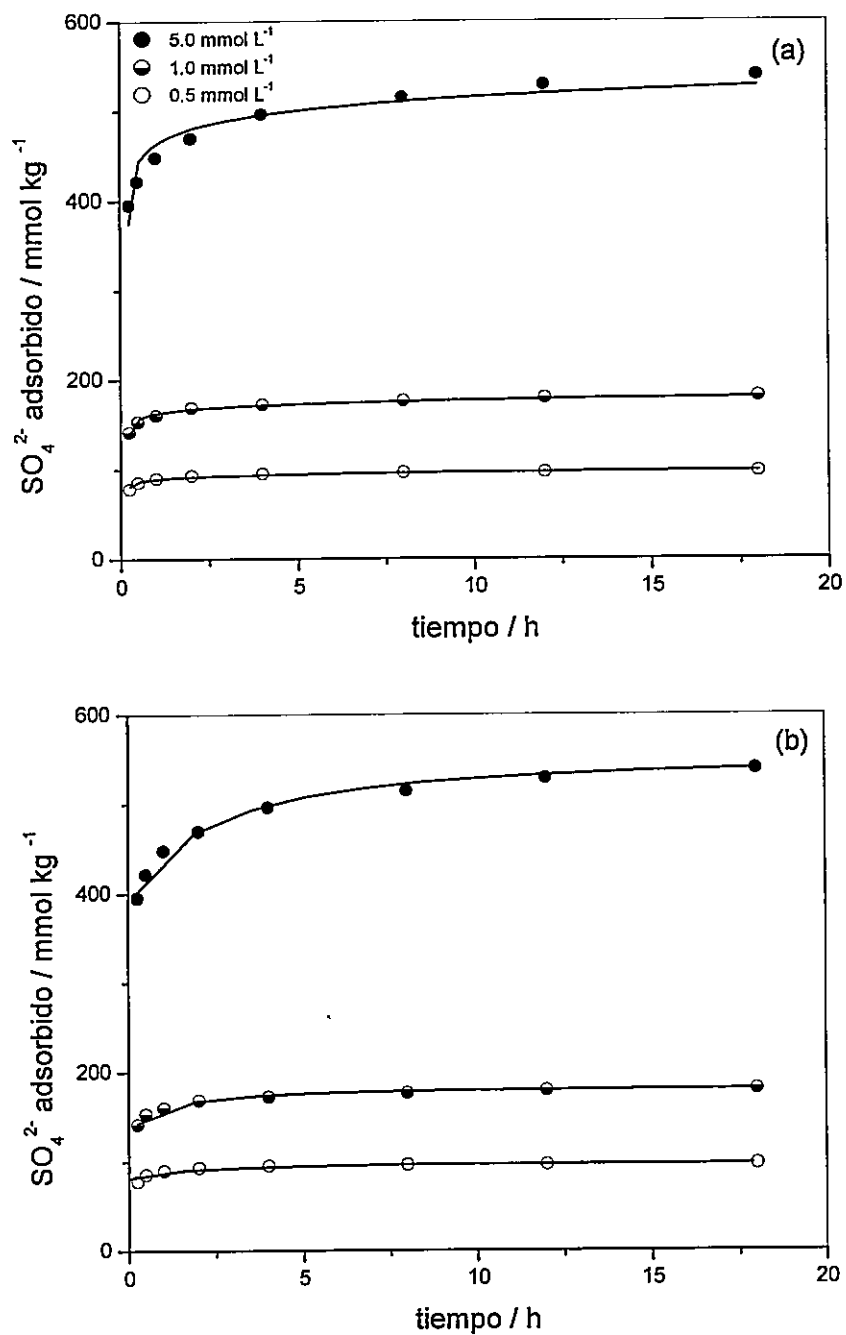 600
400
200
0
SO₄²⁻ adsorbido / mmol kg⁻¹
5.0 mmol L⁻¹
1.0 mmol L⁻¹
0.5 mmol L⁻¹
(a)
0 5 10 15 20
tiempo / h
600
400
200
0
SO₄²⁻ adsorbido / mmol kg⁻¹
(b)
0 5 10 15 20
tiempo / h